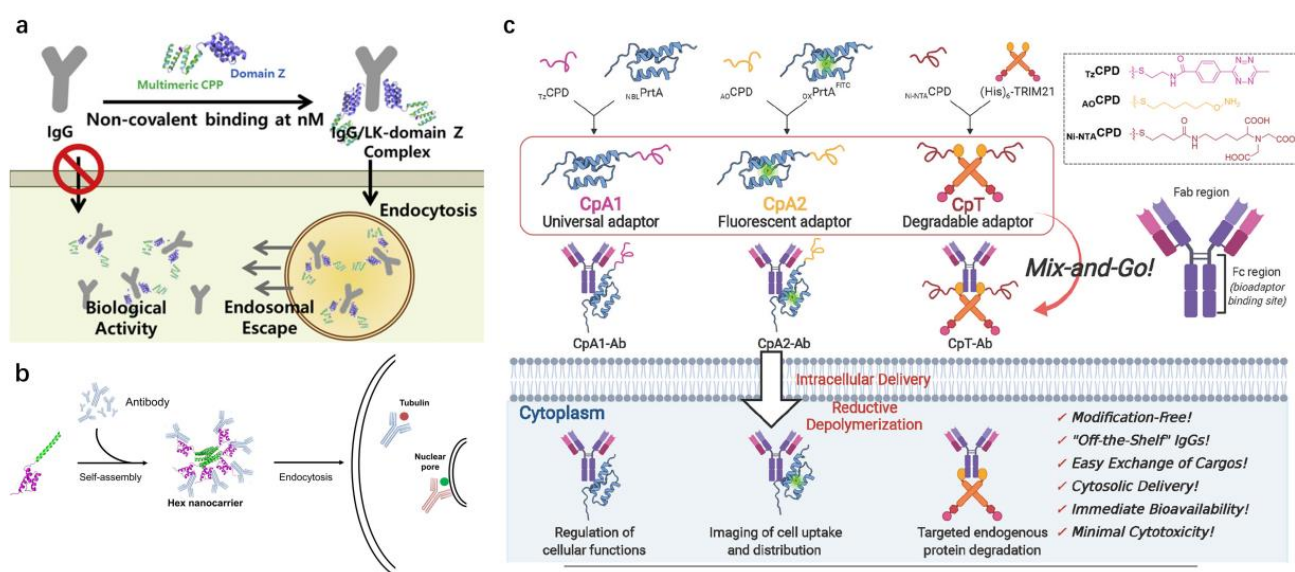 a
Multimeric CPP
Domain Z
IgG
Non-covalent binding at nM
IgG/LK-domain Z
Complex
Endocytosis
Biological
Activity
Endosomal
Escape
b
Antibody
Self-assembly
Hex nanocarrier
Endocytosis
Tubulin
Nuclear
pore
c
TzCPD
NBLPrtA
AOCPD
OXPrtAFITC
Ni-NTACPD
(His)6-TRIM21
CpA1
Universal adaptor
CpA2
Fluorescent adaptor
CpT
Degradable adaptor
TzCPD
S
N
H
O
N=N
N
N
AOCPD
S
O
NH2
Ni-NTACPD
S
O
N
H
COOH
N
COOH
HOOC
Fab region
Fc region
(bioadaptor
binding site)
Mix-and-Go!
CpA1-Ab
CpA2-Ab
CpT-Ab
Intracellular Delivery
Cytoplasm
Reductive
Depolymerization
Regulation of
cellular functions
Imaging of cell uptake
and distribution
Targeted endogenous
protein degradation
✓ Modification-Free!
✓ "Off-the-Shelf" IgGs!
✓ Easy Exchange of Cargos!
✓ Cytosolic Delivery!
✓ Immediate Bioavailability!
✓ Minimal Cytotoxicity!